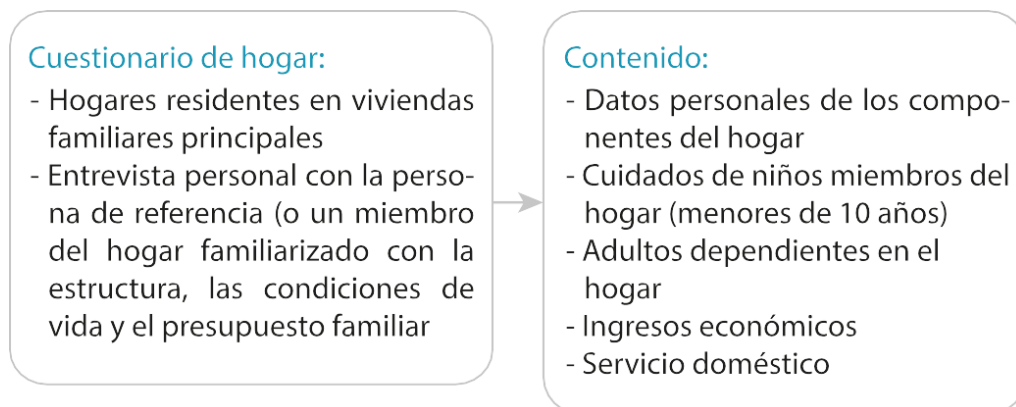 Cuestionario de hogar:
- Hogares residentes en viviendas
familiares principales
- Entrevista personal con la perso-
na de referencia (o un miembro
del hogar familiarizado con la
estructura, las condiciones de
vida y el presupuesto familiar
Contenido:
- Datos personales de los compo-
nentes del hogar
- Cuidados de niños miembros del
hogar (menores de 10 años)
- Adultos dependientes en el
hogar
- Ingresos económicos
- Servicio doméstico